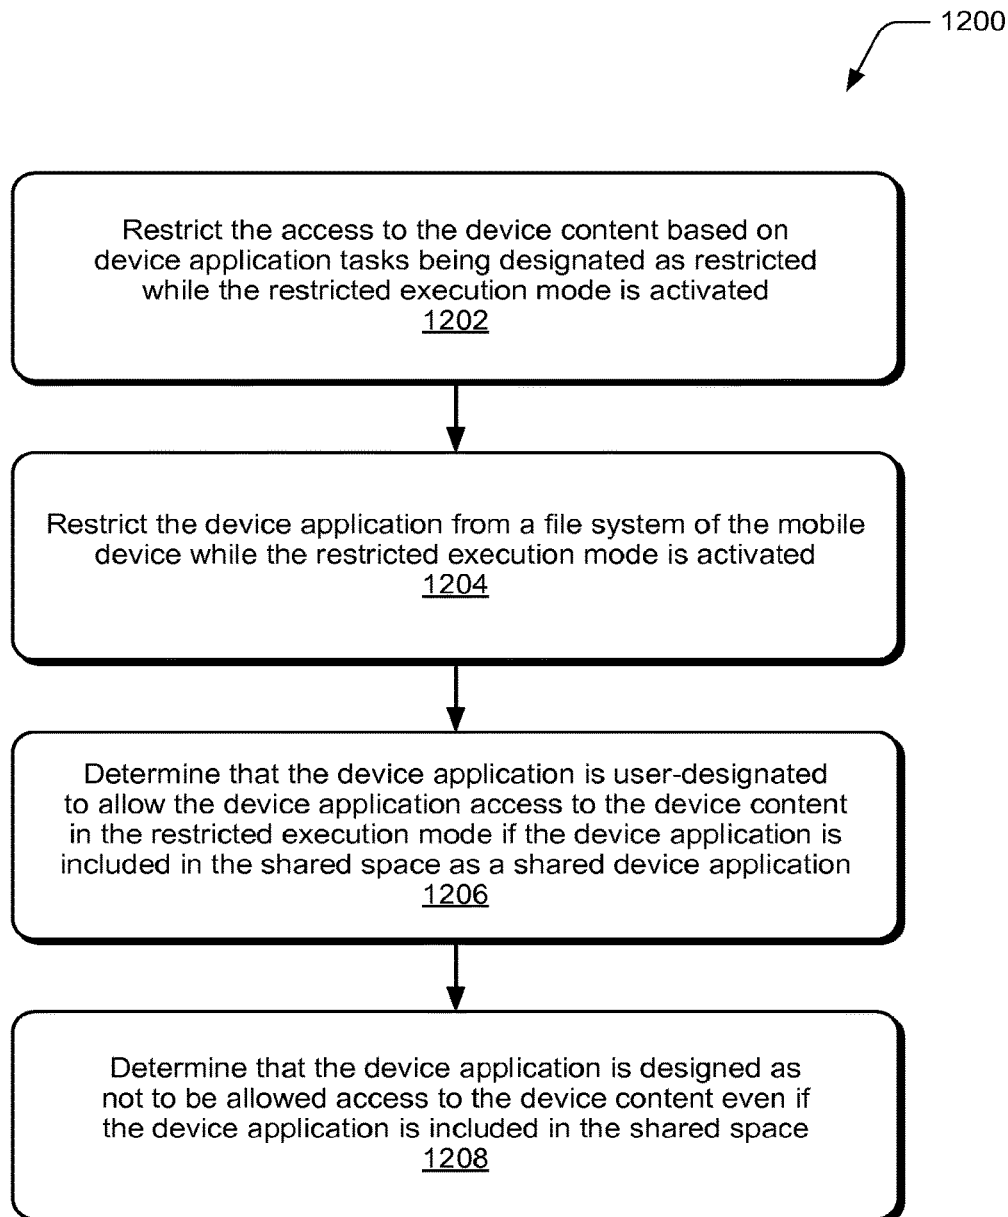 1200
Restrict the access to the device content based on
device application tasks being designated as restricted
while the restricted execution mode is activated
1202
Restrict the device application from a file system of the mobile
device while the restricted execution mode is activated
1204
Determine that the device application is user-designated
to allow the device application access to the device content
in the restricted execution mode if the device application is
included in the shared space as a shared device application
1206
Determine that the device application is designed as
not to be allowed access to the device content even if
the device application is included in the shared space
1208